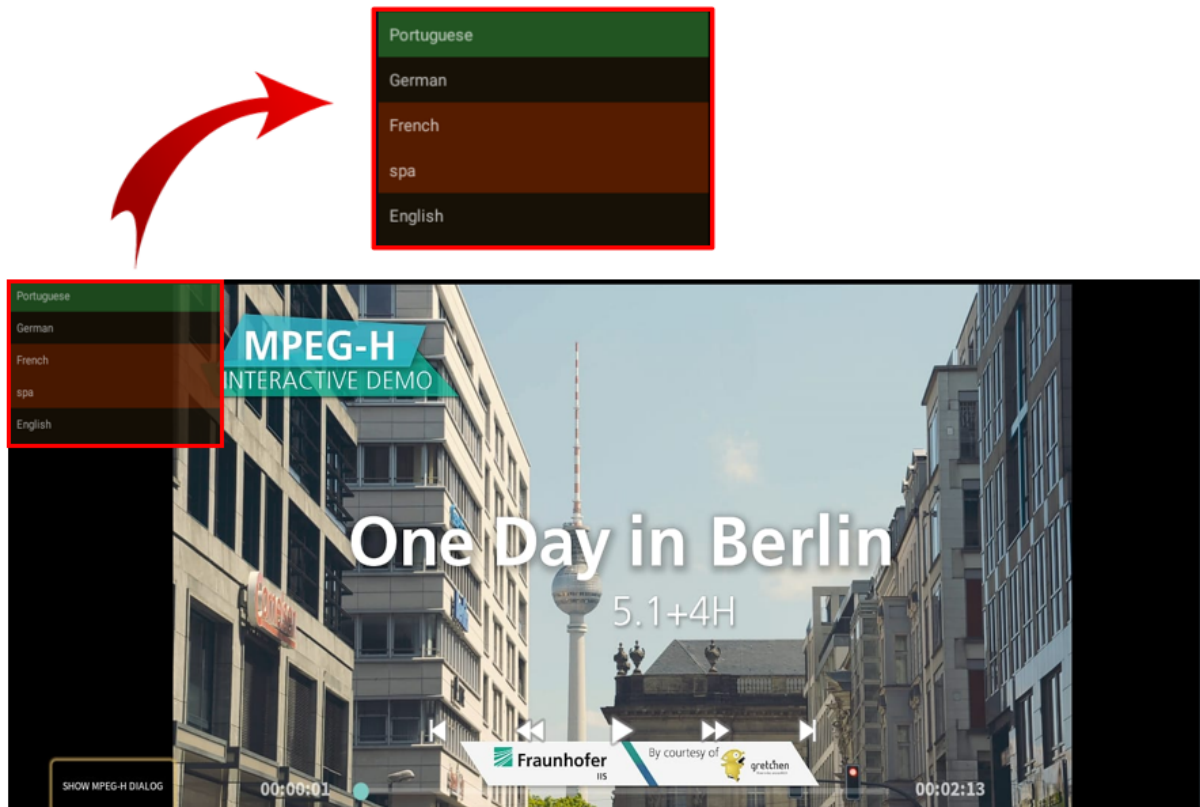 Portuguese
German
French
spa
English
Portuguese
German
French
spa
English
MPEG-H
INTERACTIVE DEMO
One Day in Berlin
5.1+4H
Fraunhofer
IIS
By courtesy of
gretchen
SHOW MPEG-H DIALOG
00:00:01
00:02:13